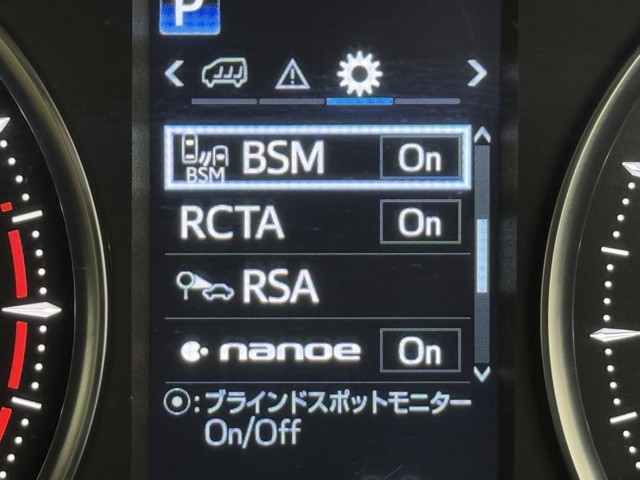 P
BSM BSM On
RCTA On
RSA
nanoe On
:ブラインドスポットモニター
On/Off